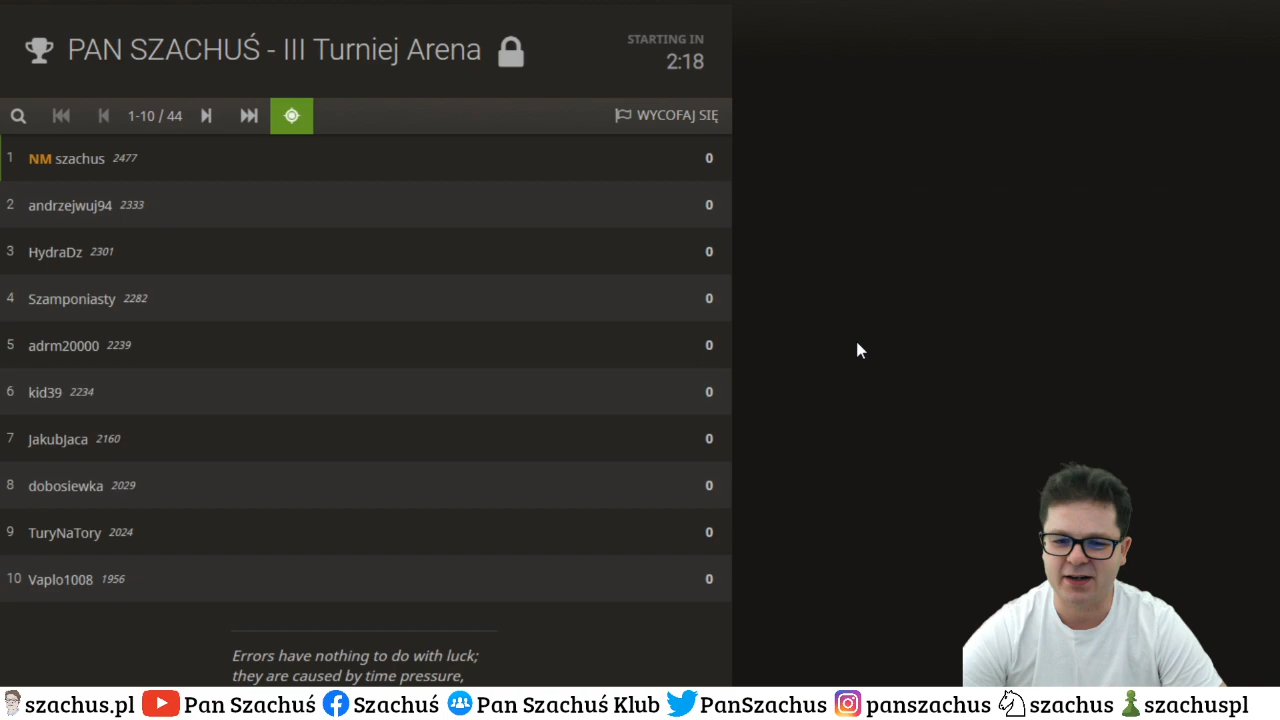 PAN SZACHUŚ - III Turniej Arena
STARTING IN
2:18
1-10 / 44
WYCOFAJ SIĘ
1 NM szachus 2477 0
2 andrzejwuj94 2333 0
3 HydraDz 2301 0
4 Szamponiasty 2282 0
5 adrm20000 2239 0
6 kid39 2234 0
7 JakubJaca 2160 0
8 dobosiewka 2029 0
9 TuryNaTory 2024 0
10 Vaplo1008 1956 0
Errors have nothing to do with luck;
they are caused by time pressure,
szachus.pl Pan Szachuś Szachuś Pan Szachuś Klub PanSzachus panszachus szachus szachuspl